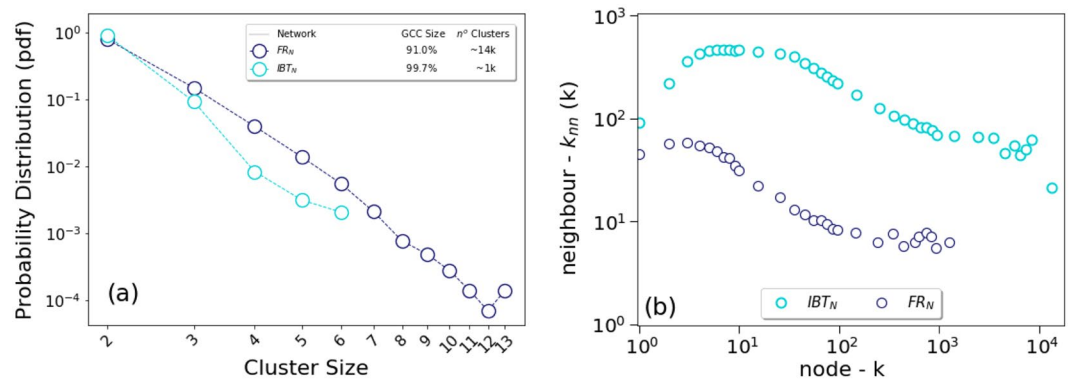 Probability Distribution (pdf)
10⁰
10⁻¹
10⁻²
10⁻³
10⁻⁴
Network GCC Size nº Clusters
FR_N 91.0% ~14k
IBT_N 99.7% ~1k
(a)
2 3 4 5 6 7 8 9 10 11 12 13
Cluster Size
neighbour - k_nn (k)
10³
10²
10¹
10⁰
(b)
IBT_N FR_N
10⁰ 10¹ 10² 10³ 10⁴
node - k